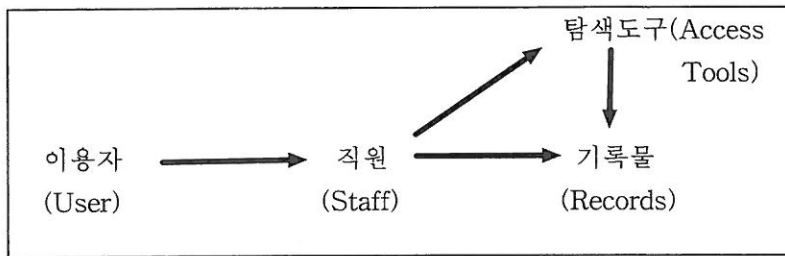 탐색도구(Access
Tools)
이용자
(User)
직원
(Staff)
기록물
(Records)